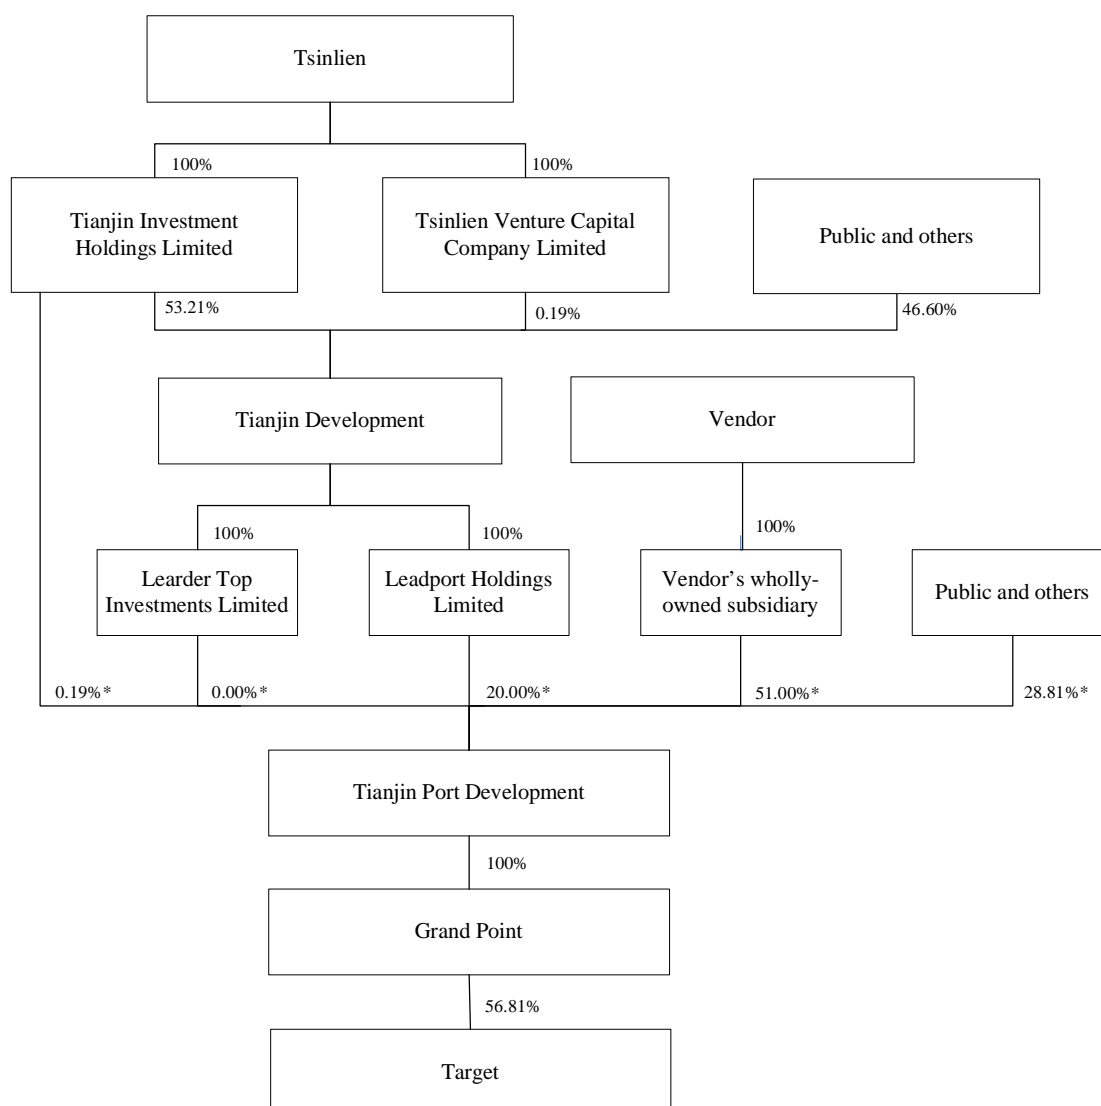 Tsinlien
100%
100%
Tianjin Investment
Holdings Limited
Tsinlien Venture Capital
Company Limited
Public and others
53.21%
0.19%
46.60%
Tianjin Development
Vendor
100%
100%
100%
Learder Top
Investments Limited
Leadport Holdings
Limited
Vendor's wholly-
owned subsidiary
Public and others
0.19%*
0.00%*
20.00%*
51.00%*
28.81%*
Tianjin Port Development
100%
Grand Point
56.81%
Target